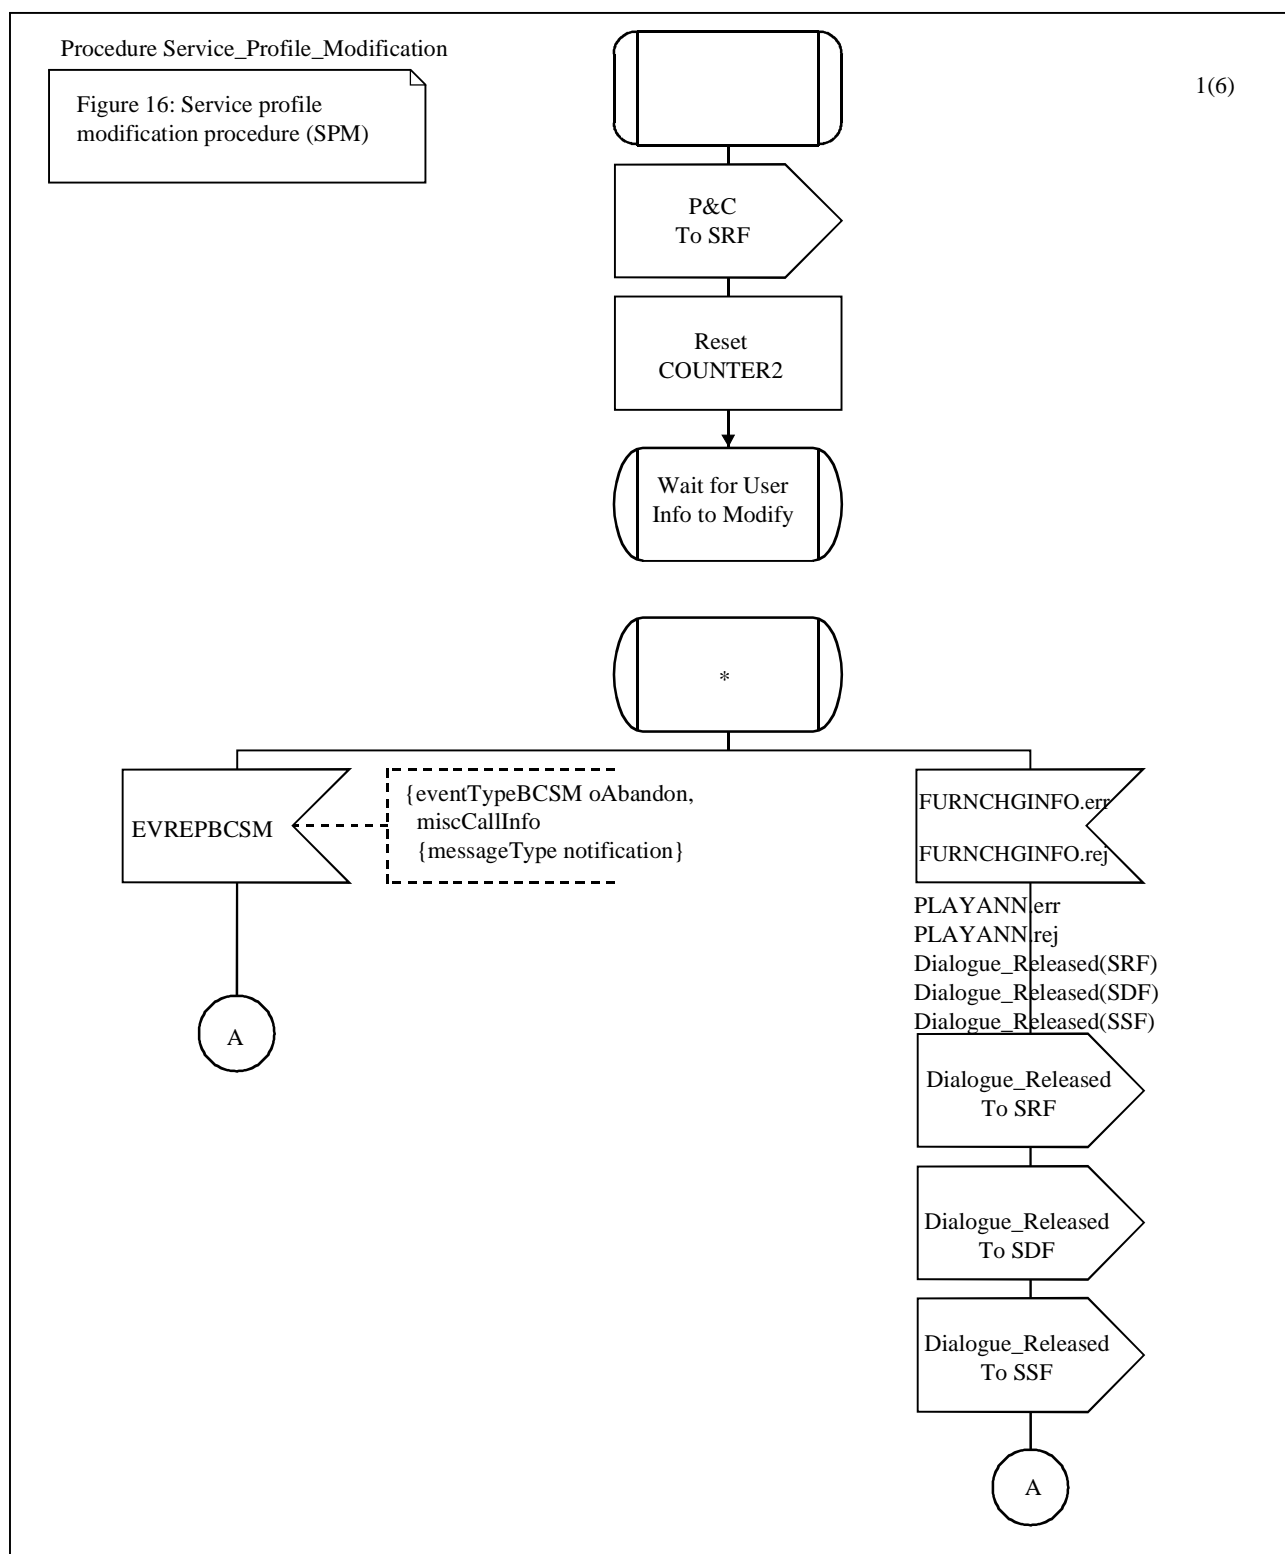 Procedure Service_Profile_Modification
Figure 16: Service profile
modification procedure (SPM)
1(6)
P&C
To SRF
Reset
COUNTER2
Wait for User
Info to Modify
*
EVREPBCSM
{eventTypeBCSM oAbandon,
miscCallInfo
{messageType notification}
FURNCHGINFO.err
FURNCHGINFO.rej
PLAYANN.err
PLAYANN.rej
Dialogue_Released(SRF)
Dialogue_Released(SDF)
Dialogue_Released(SSF)
A
Dialogue_Released
To SRF
Dialogue_Released
To SDF
Dialogue_Released
To SSF
A